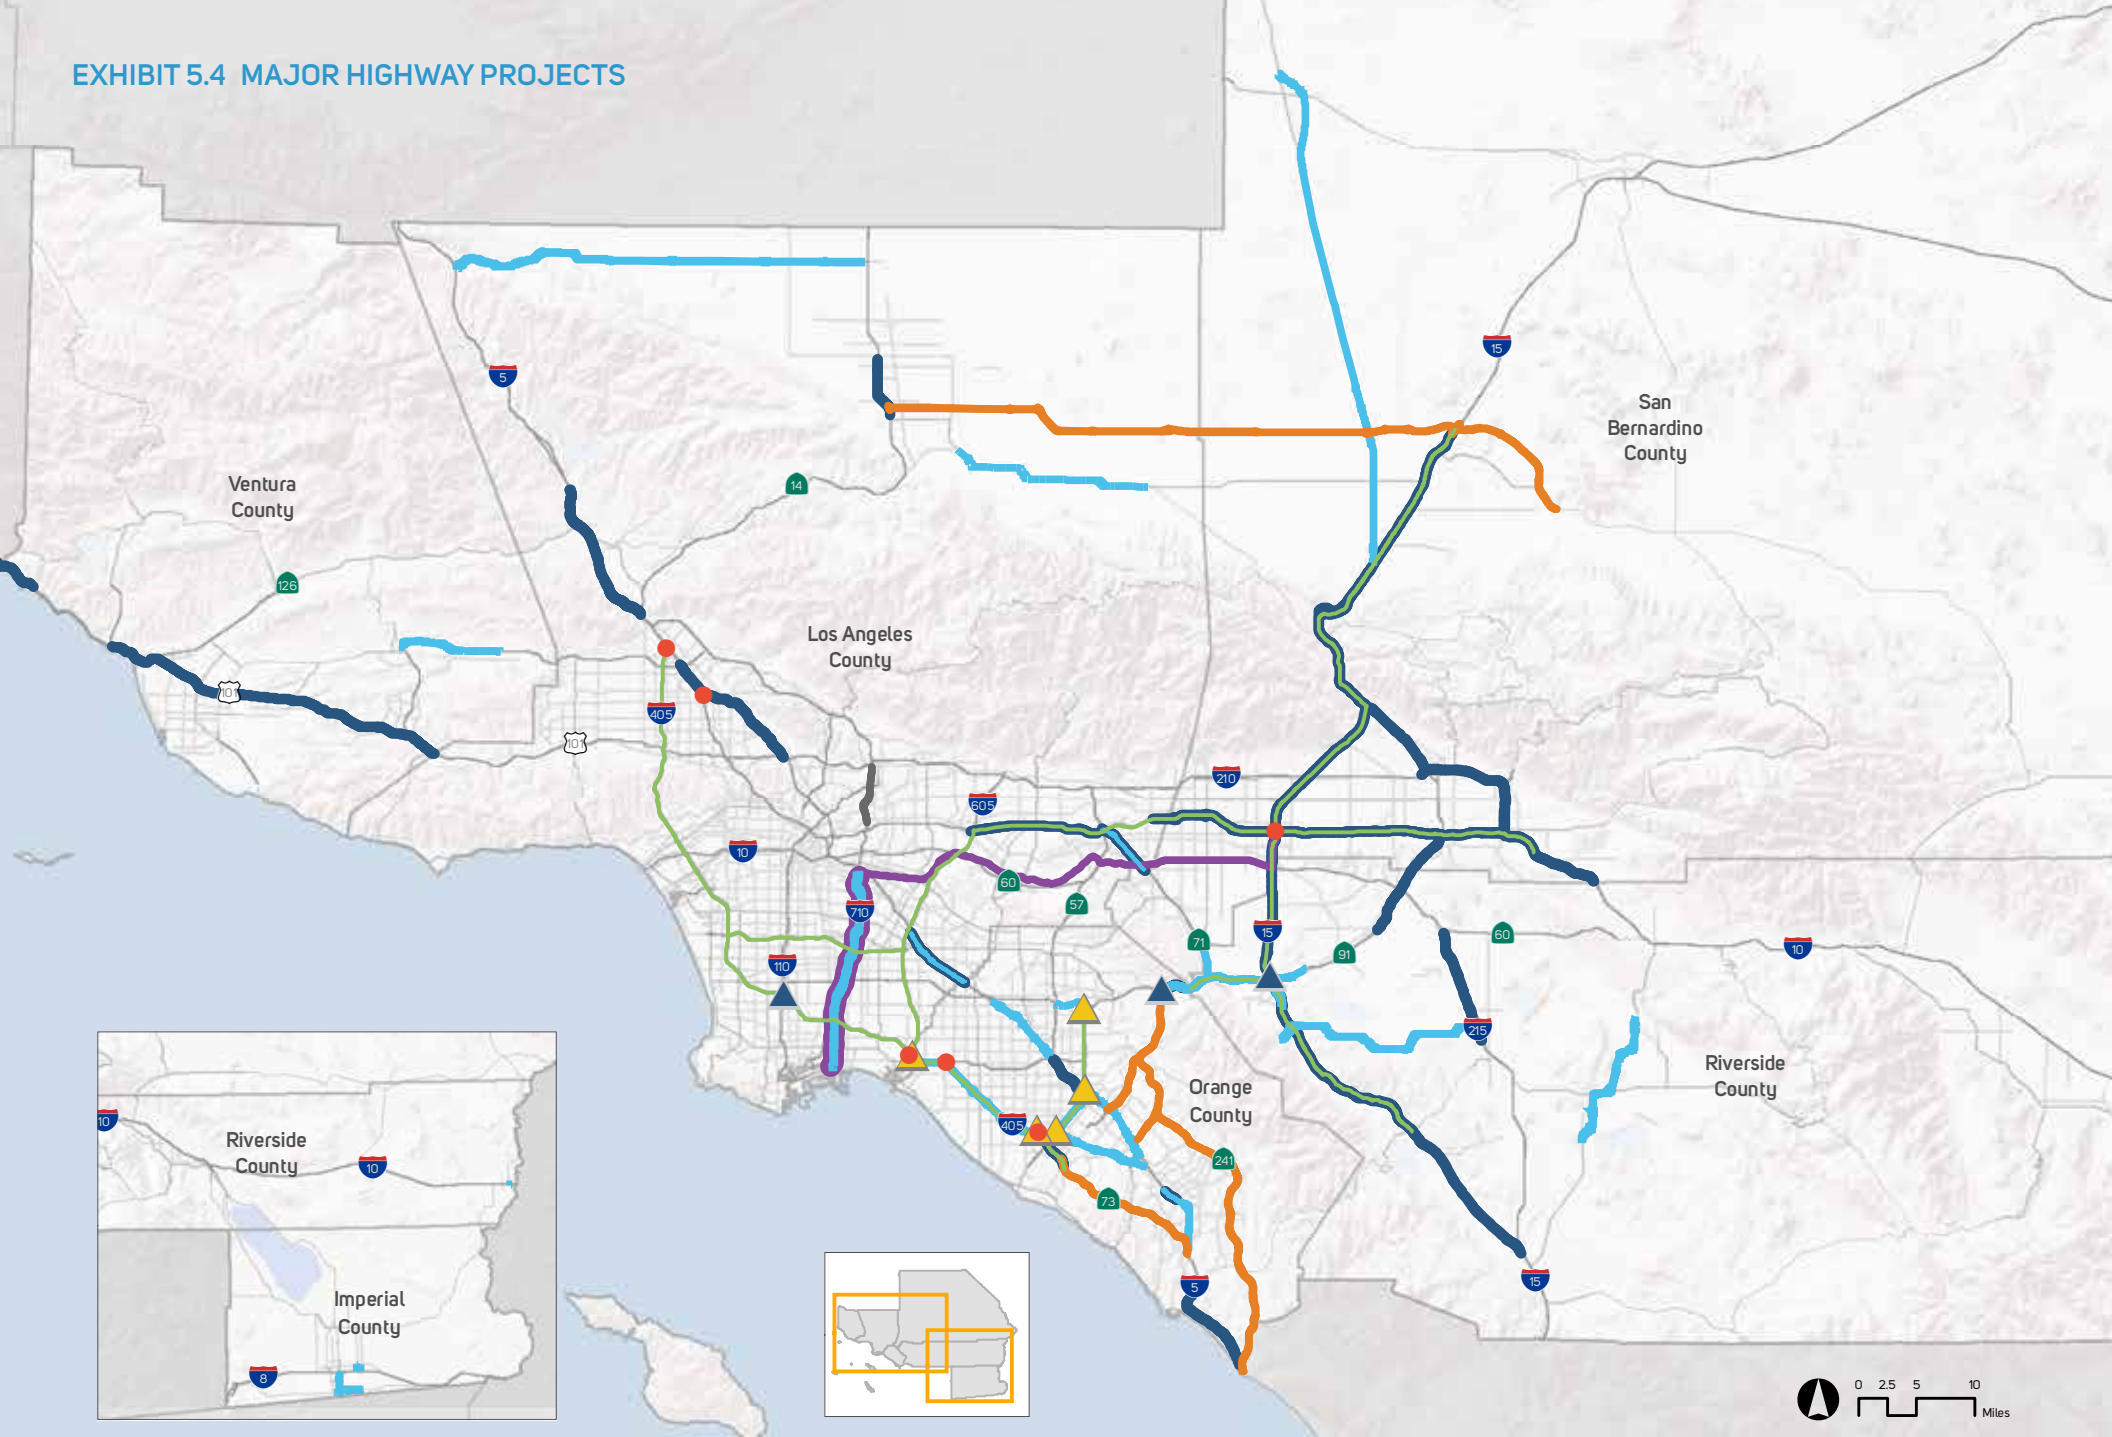 EXHIBIT 5.4 MAJOR HIGHWAY PROJECTS
15
5
San
Bernardino
County
Ventura
County
14
126
Los Angeles
County
101
405
101
210
605
10
60
57
710
15
71
91
60
10
110
215
Riverside
County
Orange
County
405
241
73
5
15
10
Riverside
County
10
Imperial
County
8
0 2.5 5 10
Miles